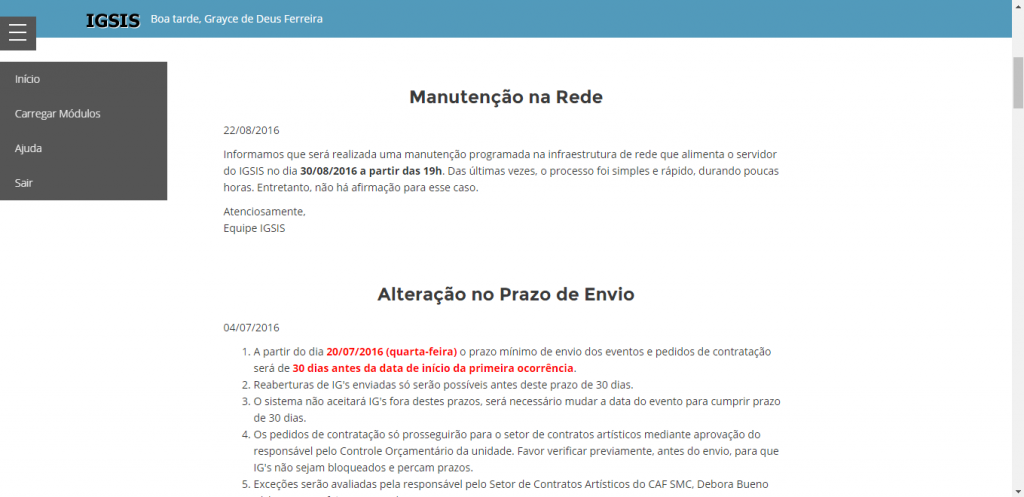 IGSIS Boa tarde, Grayce de Deus Ferreira
Início
Carregar Módulos
Ajuda
Sair
Manutenção na Rede
22/08/2016
Informamos que será realizada uma manutenção programada na infraestrutura de rede que alimenta o servidor
do IGSIS no dia 30/08/2016 a partir das 19h. Das últimas vezes, o processo foi simples e rápido, durando poucas
horas. Entretanto, não há afirmação para esse caso.
Atenciosamente,
Equipe IGSIS
Alteração no Prazo de Envio
04/07/2016
1. A partir do dia 20/07/2016 (quarta-feira) o prazo mínimo de envio dos eventos e pedidos de contratação
será de 30 dias antes da data de início da primeira ocorrência.
2. Reaberturas de IG's enviadas só serão possíveis antes deste prazo de 30 dias.
3. O sistema não aceitará IG's fora destes prazos, será necessário mudar a data do evento para cumprir prazo
de 30 dias.
4. Os pedidos de contratação só prosseguirão para o setor de contratos artísticos mediante aprovação do
responsável pelo Controle Orçamentário da unidade. Favor verificar previamente, antes do envio, para que
IG's não sejam bloqueados e percam prazos.
5. Exceções serão avaliadas pela responsável pelo Setor de Contratos Artísticos do CAF SMC, Debora Bueno